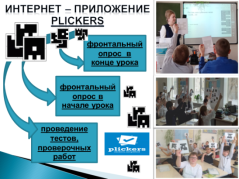 ИНТЕРНЕТ – ПРИЛОЖЕНИЕ
PLICKERS
фронтальный
опрос в
конце урока
фронтальный
опрос в
начале урока
проведение
тестов,
проверочных
работ
plickers